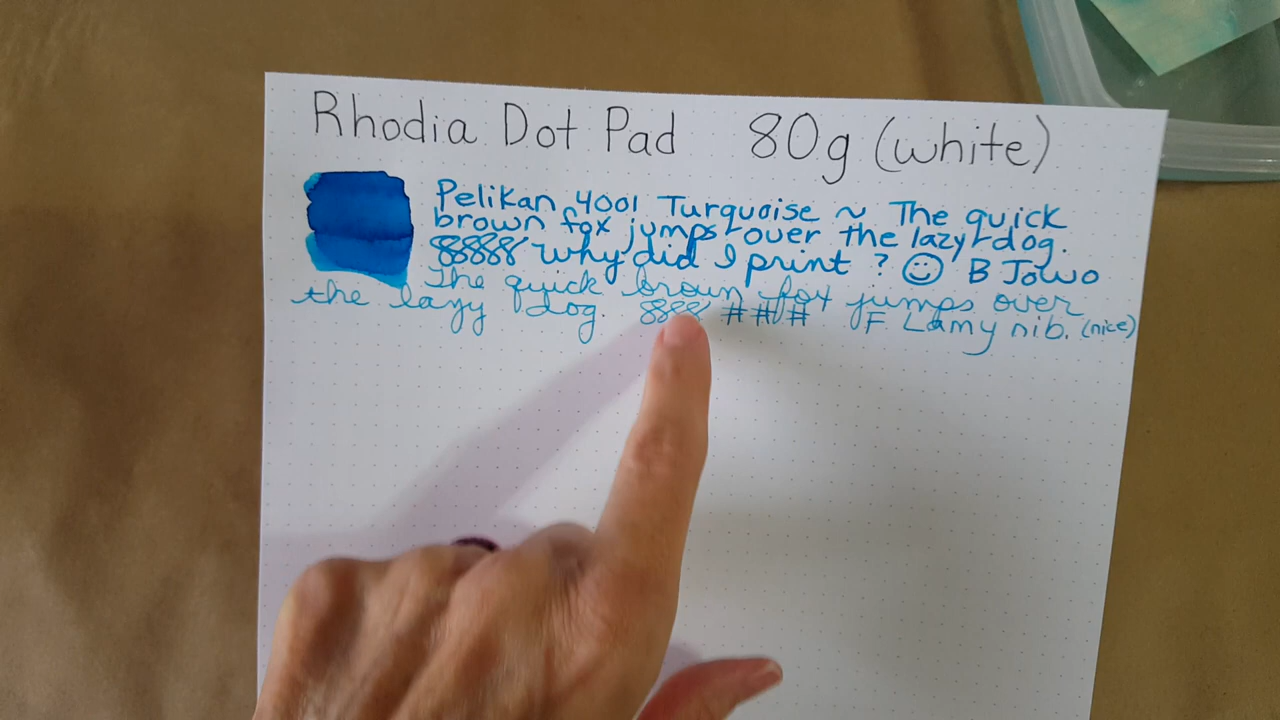 Rhodia Dot Pad 80g (white)
Pelikan 4001 Turquoise ~ The quick
brown fox jumps over the lazy dog.
88888 Why did I print? ☺ B Jowo
The quick brown fox jumps over
the lazy dog. 8888 ### F Lamy nib. (nice)